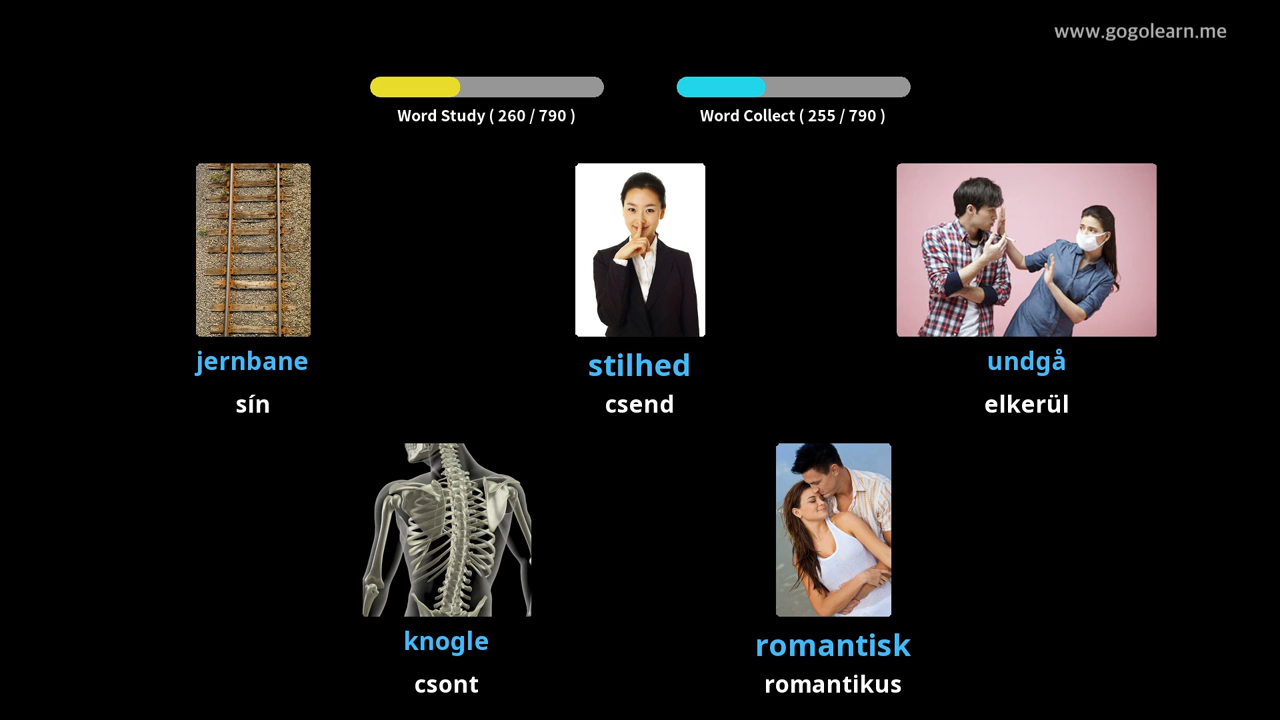 www.gogolearn.me
Word Study ( 260 / 790 )
Word Collect ( 255 / 790 )
jernbane
sín
stilhed
csend
undgå
elkerül
knogle
csont
romantisk
romantikus